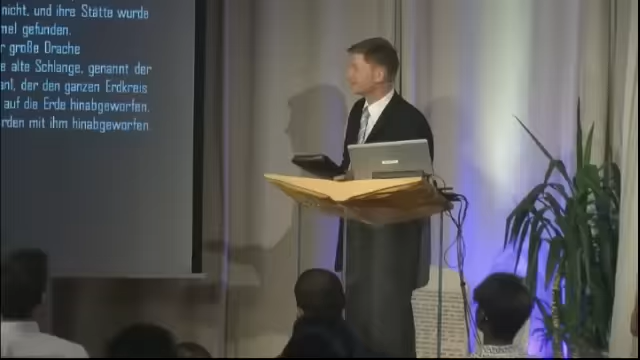 nicht, und ihre Stätte wurde
mel gefunden.
r große Drache
e alte Schlange, genannt der
anl, der den ganzen Erdkreis
auf die Erde hinabgeworfen,
rden mit ihm hinabgeworfen